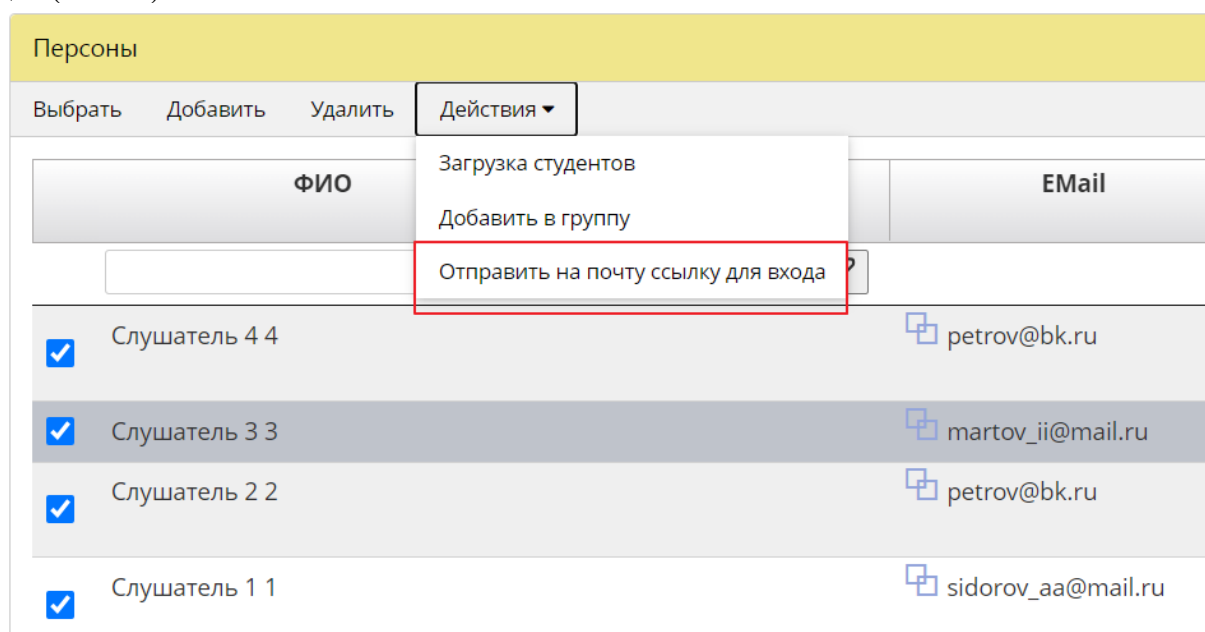 Персоны
Выбрать Добавить Удалить Действия
Загрузка студентов
ФИО EMail
Добавить в группу
Отправить на почту ссылку для входа
Слушатель 4 4 petrov@bk.ru
Слушатель 3 3 martov_ii@mail.ru
Слушатель 2 2 petrov@bk.ru
Слушатель 1 1 sidorov_aa@mail.ru